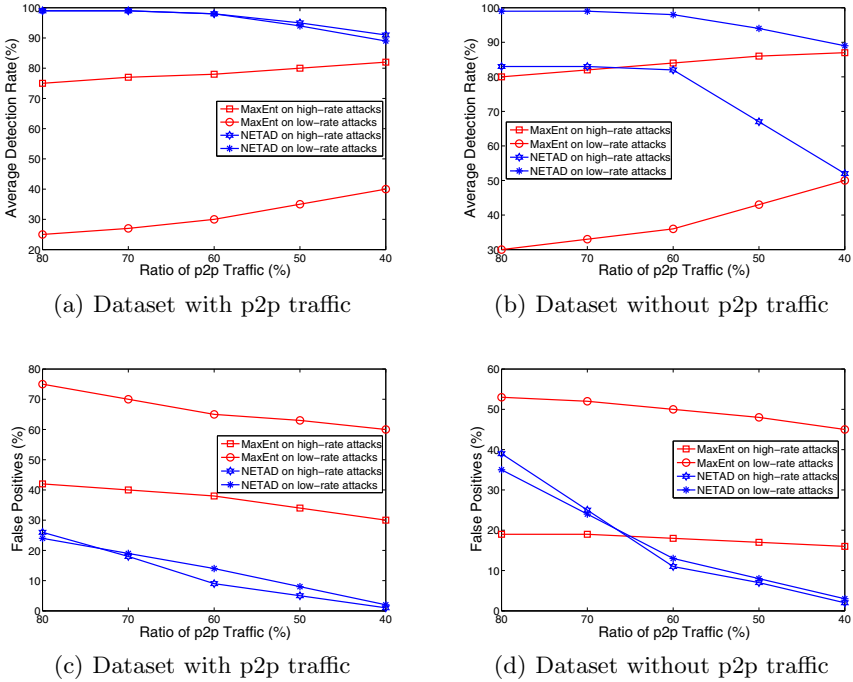 Average Detection Rate(%)
100
90
80
70
60
50
40
30
20
80 70 60 50 40
Ratio of p2p Traffic (%)
MaxEnt on high-rate attacks
MaxEnt on low-rate attacks
NETAD on high-rate attacks
NETAD on low-rate attacks
(a) Dataset with p2p traffic
Average Detection Rate (%)
100
90
80
70
60
50
40
30
80 70 60 50 40
Ratio of p2p Traffic (%)
MaxEnt on high-rate attacks
MaxEnt on low-rate attacks
NETAD on high-rate attacks
NETAD on low-rate attacks
(b) Dataset without p2p traffic
False Positives (%)
80
70
60
50
40
30
20
10
0
80 70 60 50 40
Ratio of p2p Traffic (%)
MaxEnt on high-rate attacks
MaxEnt on low-rate attacks
NETAD on high-rate attacks
NETAD on low-rate attacks
(c) Dataset with p2p traffic
False Positives (%)
60
50
40
30
20
10
0
80 70 60 50 40
Ratio of p2p Traffic (%)
MaxEnt on high-rate attacks
MaxEnt on low-rate attacks
NETAD on high-rate attacks
NETAD on low-rate attacks
(d) Dataset without p2p traffic